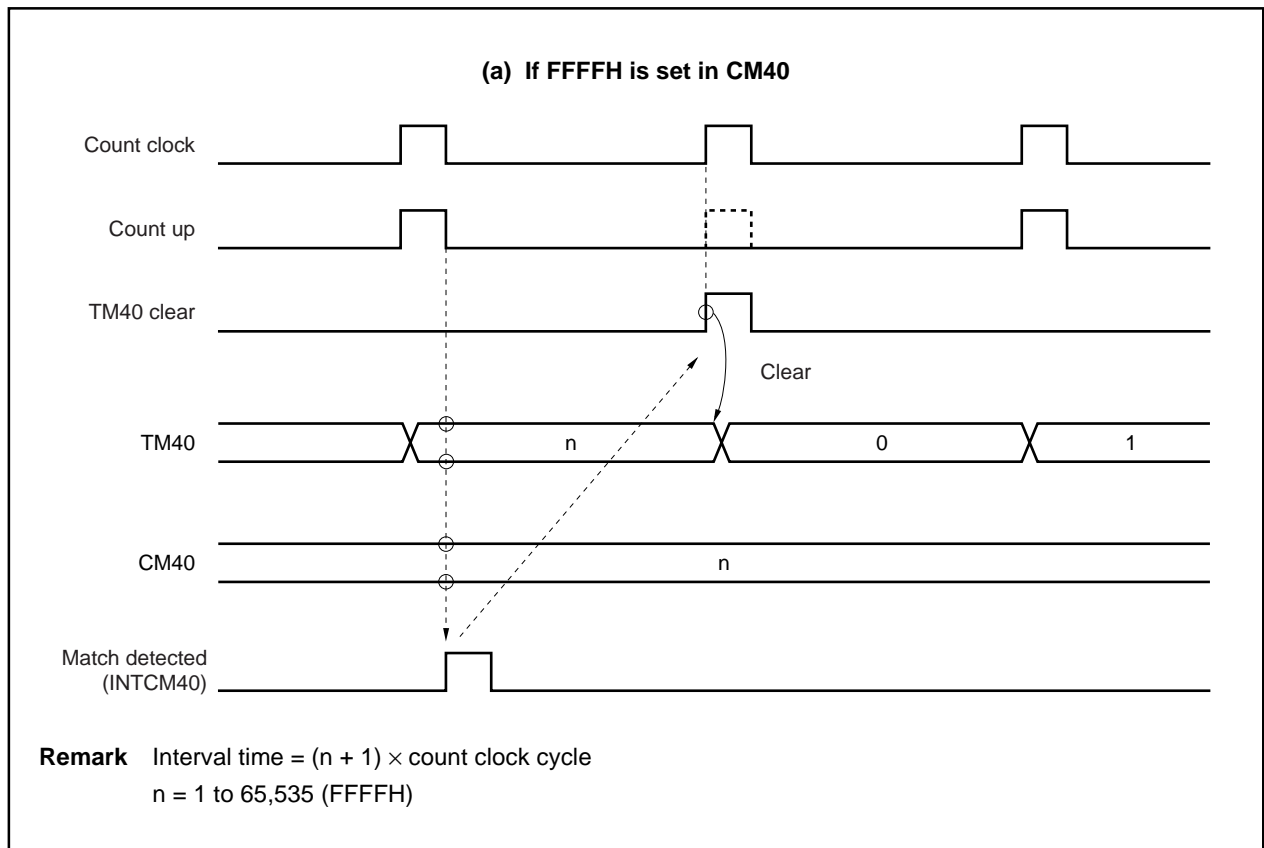 (a) If FFFFH is set in CM40
Count clock
Count up
TM40 clear
Clear
TM40
n
0
1
CM40
n
Match detected
(INTCM40)
Remark Interval time = (n + 1) × count clock cycle
n = 1 to 65,535 (FFFFH)